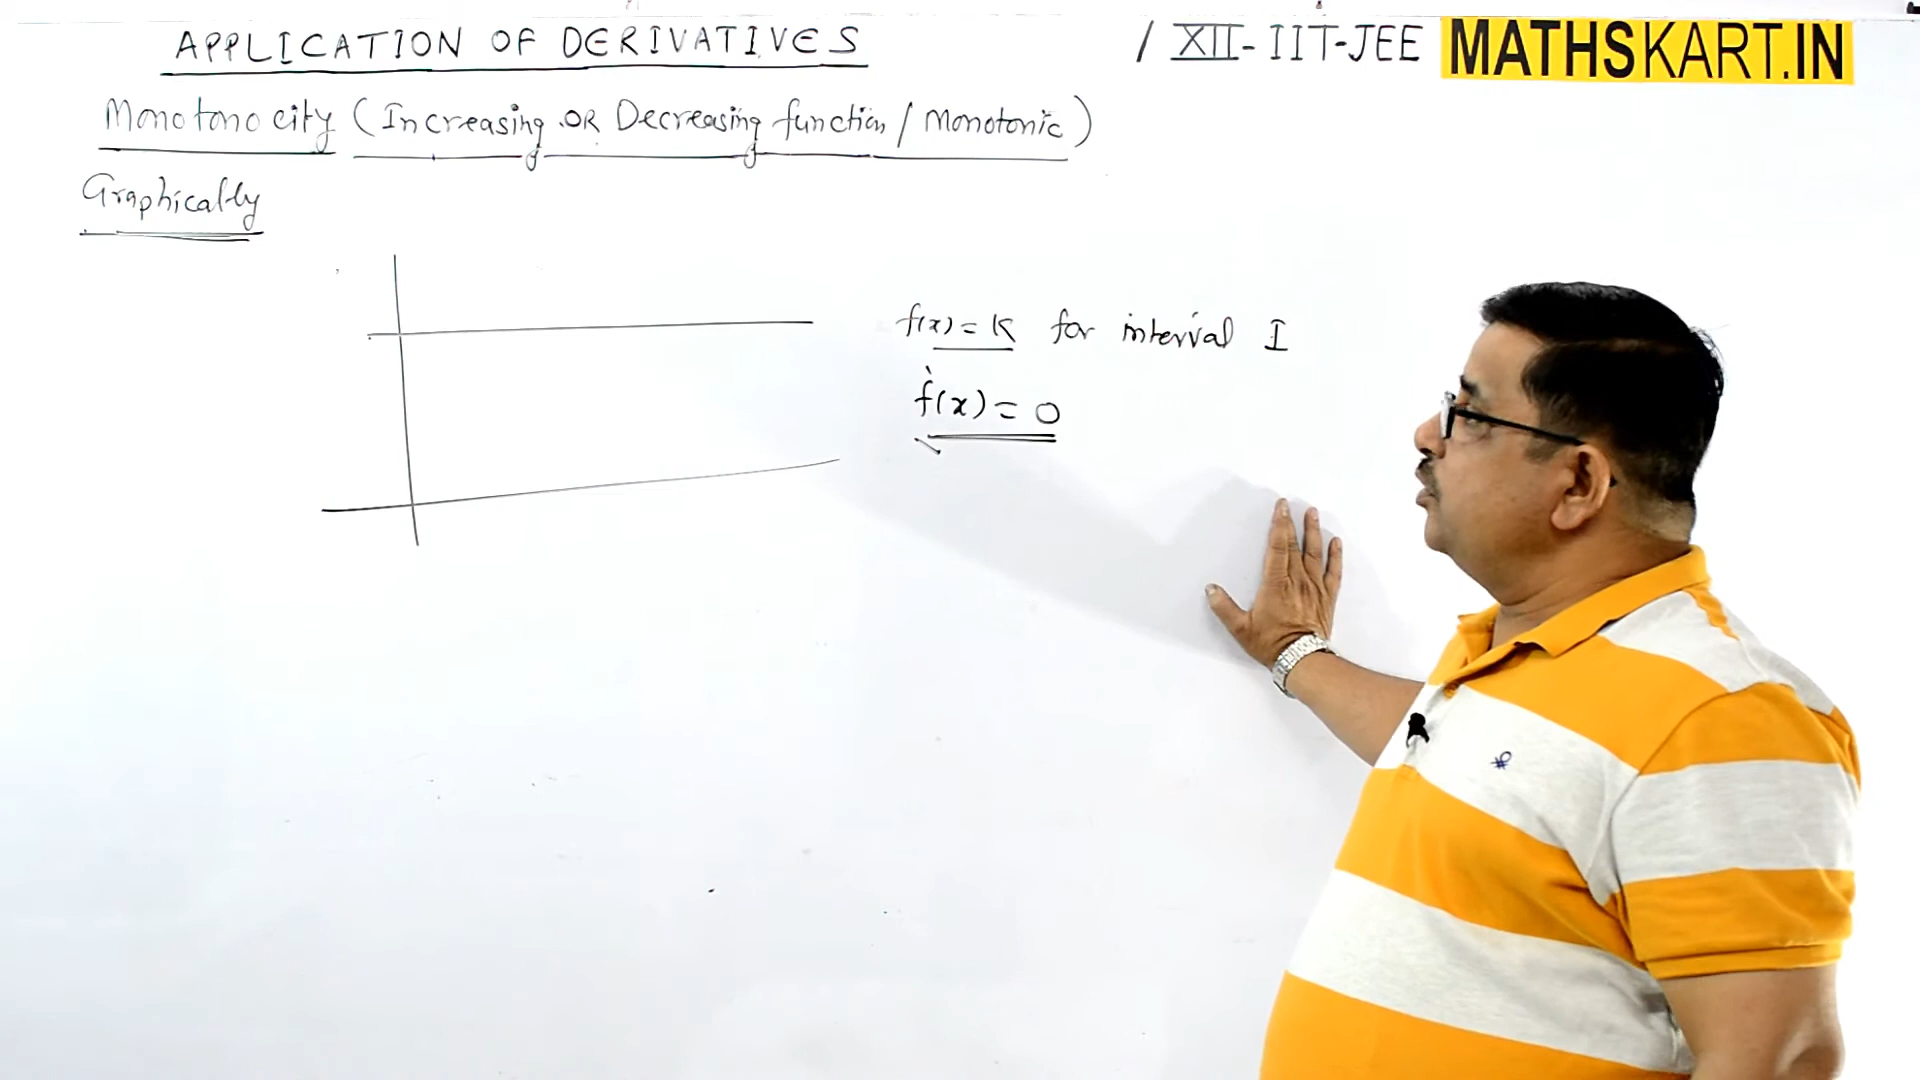 APPLICATION OF DERIVATIVES / XII - IIT-JEE MATHSKART.IN
Monotonocity (Increasing OR Decreasing function / Monotonic)
Graphically
f(x) = K for interval I
f'(x) = 0